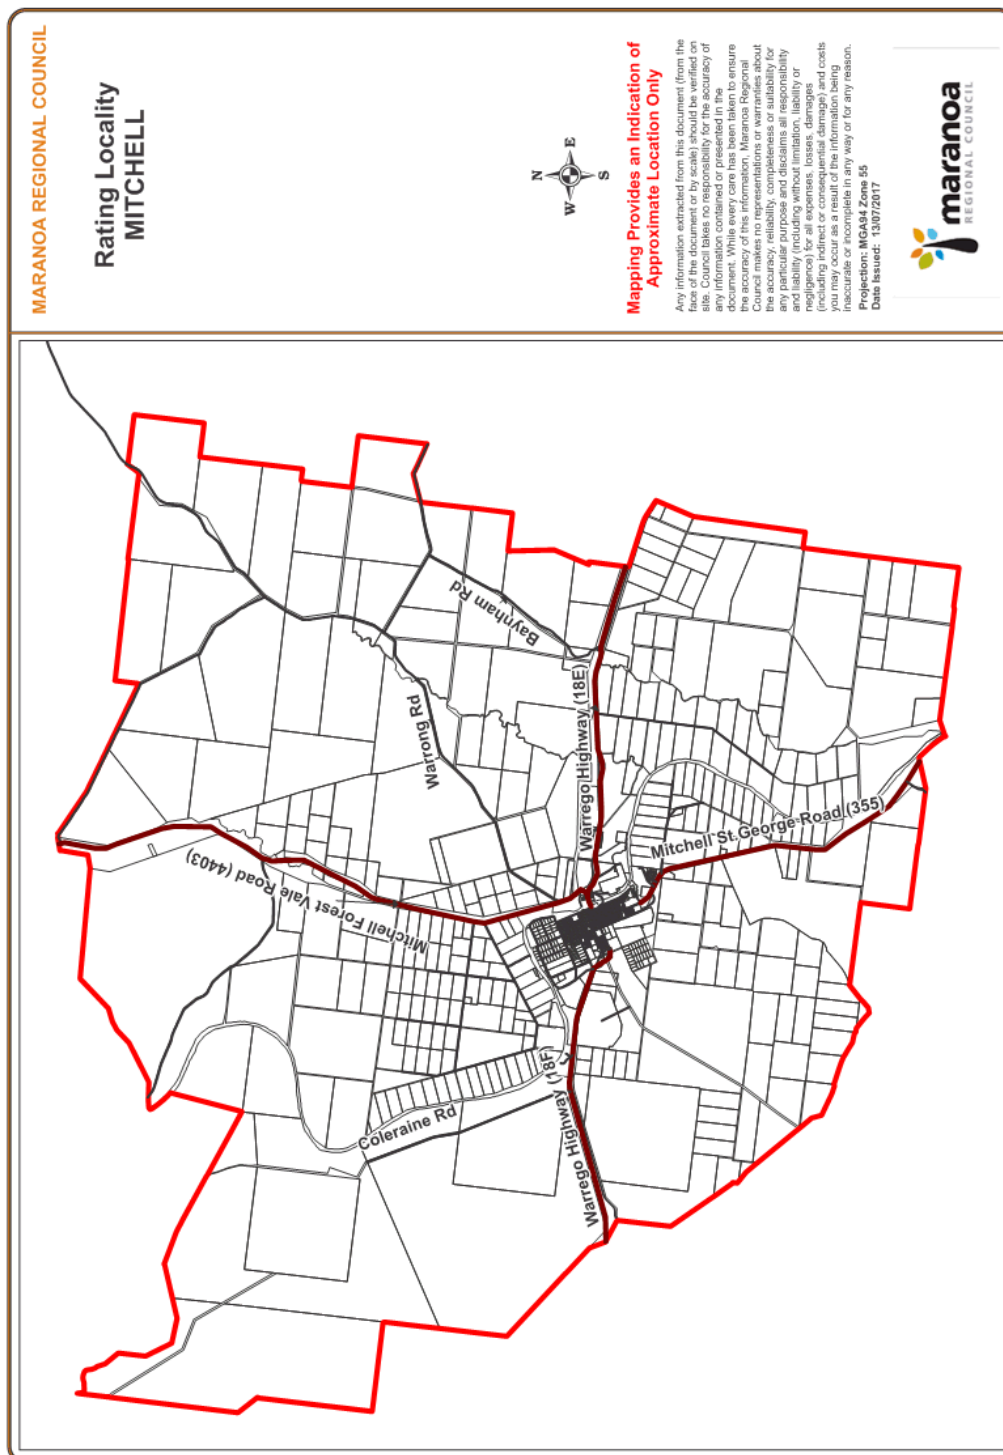 MARANOA REGIONAL COUNCIL
Rating Locality
MITCHELL
N
W
E
S
Mapping Provides an Indication of
Approximate Location Only
Any information extracted from this document (from the
face of the document or by scale) should be verified on
site. Council takes no responsibility for the accuracy of
any information contained or presented in the
document. While every care has been taken to ensure
the accuracy of this information, Maranoa Regional
Council makes no representations or warranties about
the accuracy, reliability, completeness or suitability for
any particular purpose and disclaims all responsibility
and liability (including without limitation, liability or
negligence) for all expenses, losses, damages
(including indirect or consequential damage) and costs
you may occur as a result of the information being
inaccurate or incomplete in any way or for any reason.
Projection: MGA94 Zone 55
Date Issued: 13/07/2017
maranoa
REGIONAL COUNCIL
Baynham Rd
Warrong Rd
Warrego Highway (18E)
Mitchell St George Road (355)
Mitchell Forest Vale Road (4403)
Coleraine Rd
Warrego Highway (18F)